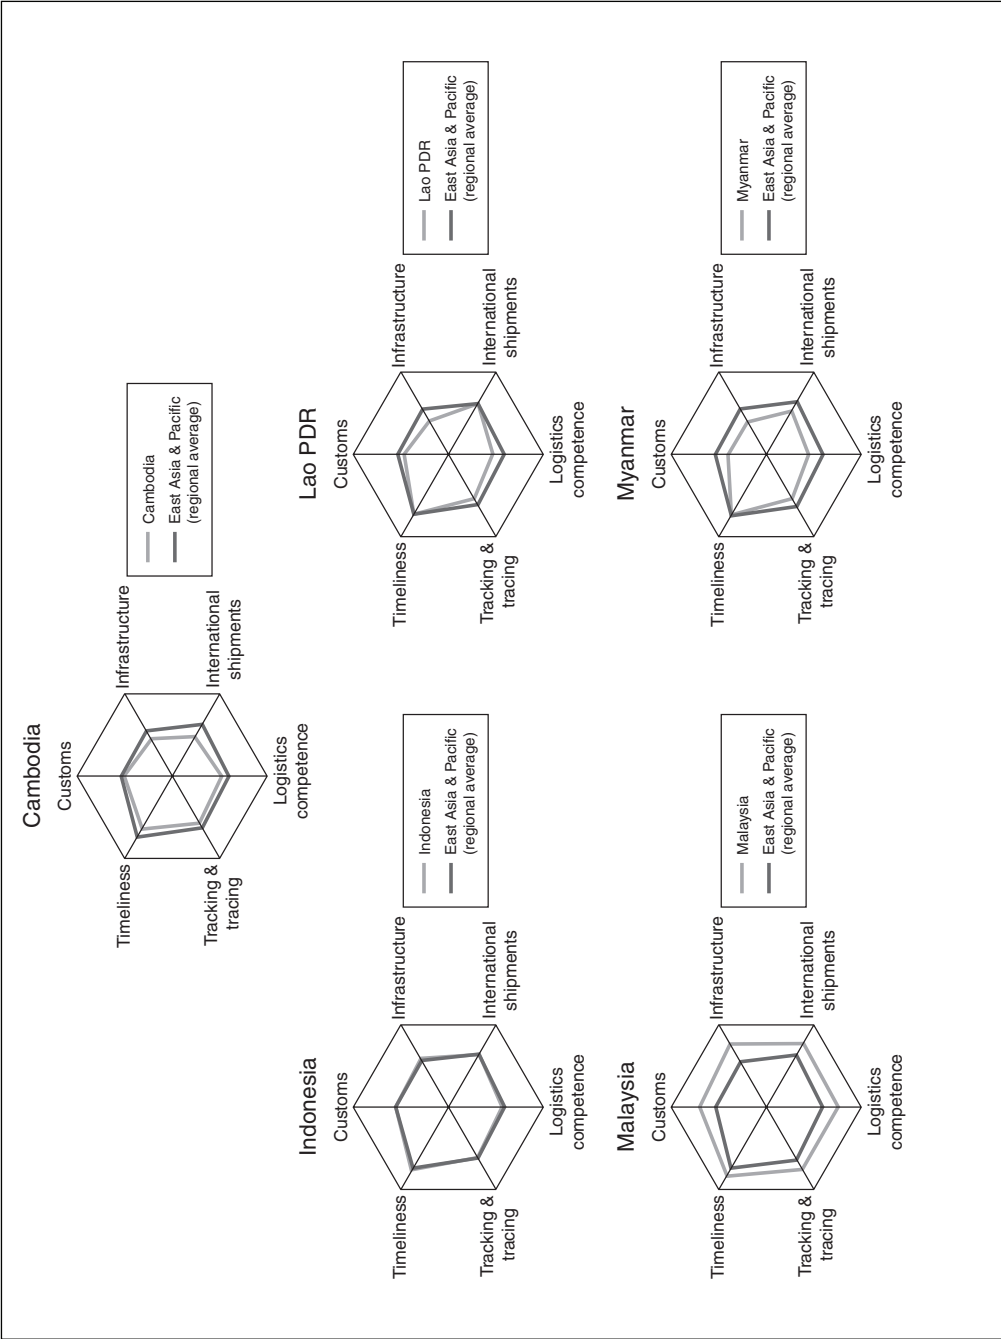 Cambodia
Customs
Infrastructure
International
shipments
Logistics
competence
Tracking &
tracing
Timeliness
Cambodia
East Asia & Pacific
(regional average)
Indonesia
Customs
Infrastructure
International
shipments
Logistics
competence
Tracking &
tracing
Timeliness
Indonesia
East Asia & Pacific
(regional average)
Lao PDR
Customs
Infrastructure
International
shipments
Logistics
competence
Tracking &
tracing
Timeliness
Lao PDR
East Asia & Pacific
(regional average)
Malaysia
Customs
Infrastructure
International
shipments
Logistics
competence
Tracking &
tracing
Timeliness
Malaysia
East Asia & Pacific
(regional average)
Myanmar
Customs
Infrastructure
International
shipments
Logistics
competence
Tracking &
tracing
Timeliness
Myanmar
East Asia & Pacific
(regional average)